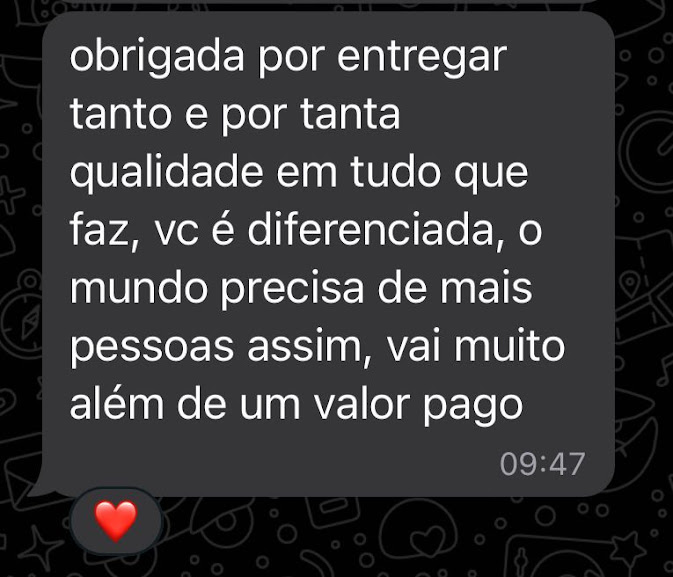 obrigada por entregar
tanto e por tanta
qualidade em tudo que
faz, vc é diferenciada, o
mundo precisa de mais
pessoas assim, vai muito
além de um valor pago
09:47